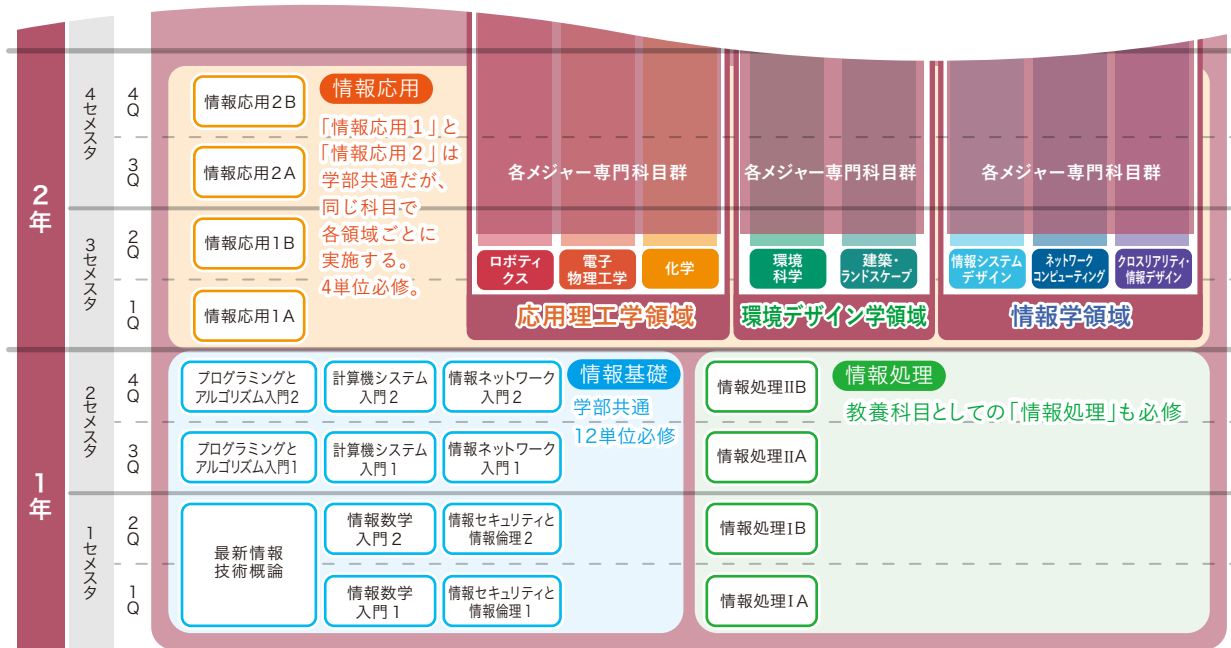 2年
4セメスタ
4Q
3Q
3セメスタ
2Q
1Q
情報応用2B
情報応用2A
情報応用1B
情報応用1A
情報応用
「情報応用1」と
「情報応用2」は
学部共通だが、
同じ科目で
各領域ごとに
実施する。
4単位必修。
各メジャー専門科目群
ロボティ
クス
電子
物理工学
化学
応用理工学領域
各メジャー専門科目群
環境
科学
建築・
ランドスケープ
環境デザイン学領域
各メジャー専門科目群
情報システム
デザイン
ネットワーク
コンピューティング
クロスリアリティ・
情報デザイン
情報学領域
1年
2セメスタ
4Q
3Q
1セメスタ
2Q
1Q
プログラミングと
アルゴリズム入門2
計算機システム
入門2
情報ネットワーク
入門2
情報基礎
学部共通
12単位必修
プログラミングと
アルゴリズム入門1
計算機システム
入門1
情報ネットワーク
入門1
最新情報
技術概論
情報数学
入門2
情報セキュリティと
情報倫理2
情報数学
入門1
情報セキュリティと
情報倫理1
情報処理IIB
情報処理
教養科目としての「情報処理」も必修
情報処理IIA
情報処理IB
情報処理IA